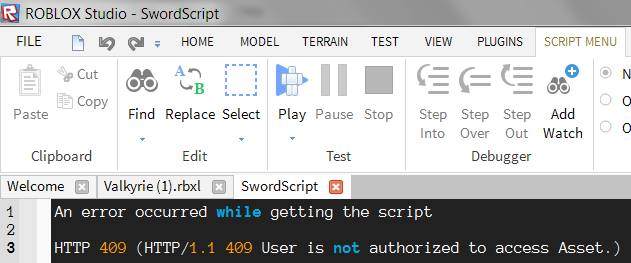 ROBLOX Studio - SwordScript
FILE HOME MODEL TERRAIN TEST VIEW PLUGINS SCRIPT MENU
Paste Cut Copy
A B
Find Replace Select Play Pause Stop Step Into Step Over Step Out Add Watch
N
O
O
Clipboard Edit Test Debugger
Welcome Valkyrie (1).rbxl SwordScript
1 An error occurred while getting the script
2
3 HTTP 409 (HTTP/1.1 409 User is not authorized to access Asset.)